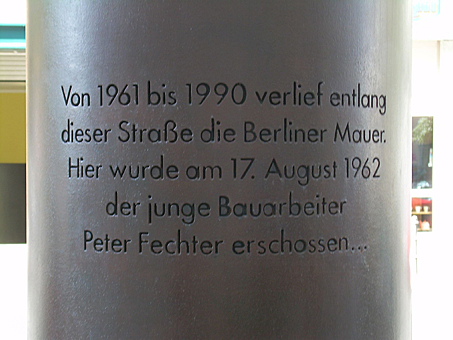 Von 1961 bis 1990 verlief entlang
dieser Straße die Berliner Mauer.
Hier wurde am 17. August 1962
der junge Bauarbeiter
Peter Fechter erschossen...